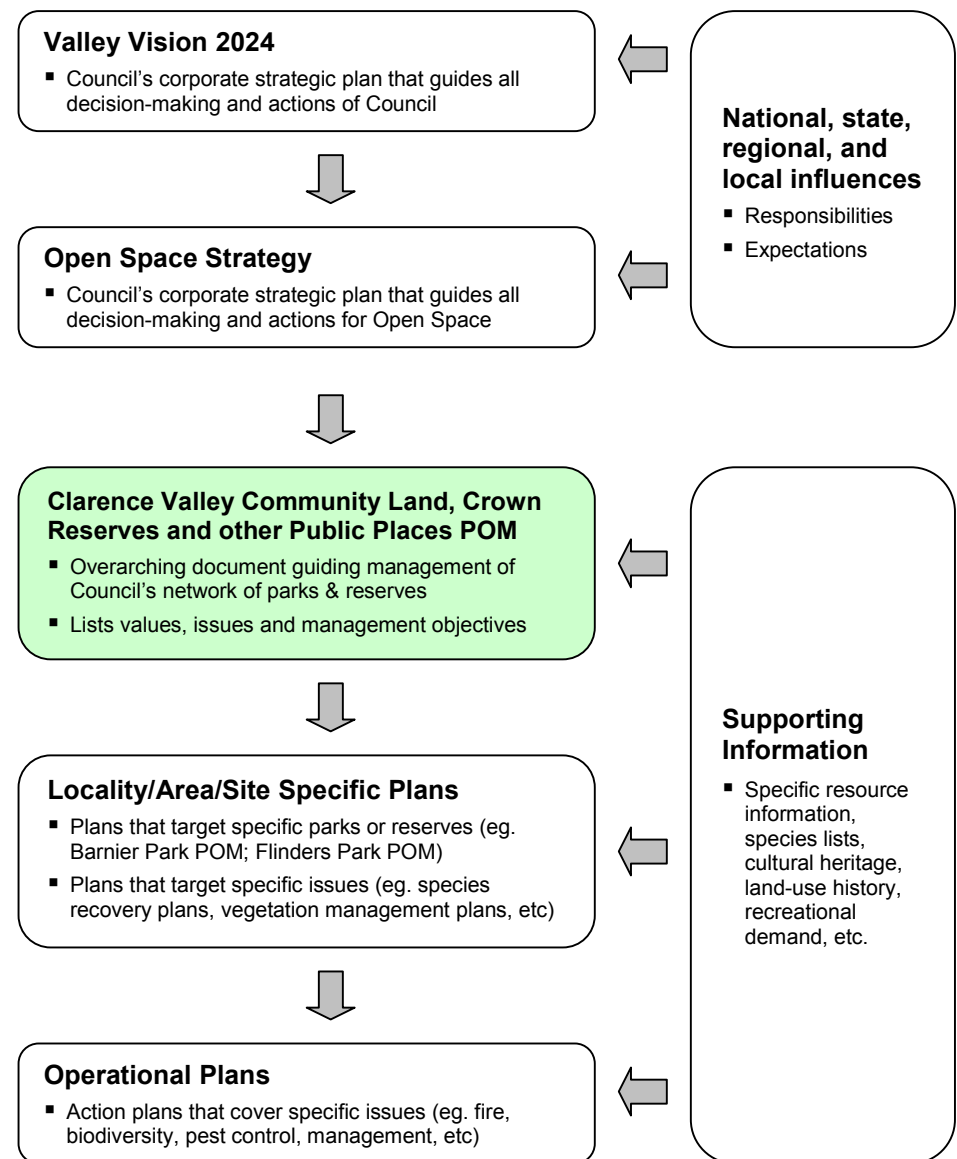 Valley Vision 2024
▪ Council’s corporate strategic plan that guides all
decision-making and actions of Council
National, state,
regional, and
local influences
▪ Responsibilities
▪ Expectations
Open Space Strategy
▪ Council’s corporate strategic plan that guides all
decision-making and actions for Open Space
Clarence Valley Community Land, Crown
Reserves and other Public Places POM
▪ Overarching document guiding management of
Council’s network of parks & reserves
▪ Lists values, issues and management objectives
Locality/Area/Site Specific Plans
▪ Plans that target specific parks or reserves (eg.
Barnier Park POM; Flinders Park POM)
▪ Plans that target specific issues (eg. species
recovery plans, vegetation management plans, etc)
Supporting
Information
▪ Specific resource
information,
species lists,
cultural heritage,
land-use history,
recreational
demand, etc.
Operational Plans
▪ Action plans that cover specific issues (eg. fire,
biodiversity, pest control, management, etc)